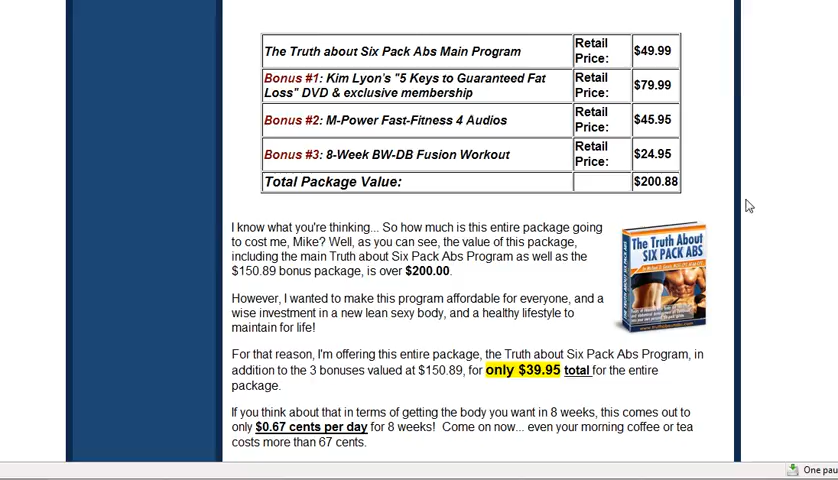 The Truth about Six Pack Abs Main Program Retail Price: $49.99
Bonus #1: Kim Lyon's "5 Keys to Guaranteed Fat Loss" DVD & exclusive membership Retail Price: $79.99
Bonus #2: M-Power Fast-Fitness 4 Audios Retail Price: $45.95
Bonus #3: 8-Week BW-DB Fusion Workout Retail Price: $24.95
Total Package Value: $200.88
I know what you're thinking... So how much is this entire package going
to cost me, Mike? Well, as you can see, the value of this package,
including the main Truth about Six Pack Abs Program as well as the
$150.89 bonus package, is over $200.00.
The Truth About
SIX PACK ABS
However, I wanted to make this program affordable for everyone, and a
wise investment in a new lean sexy body, and a healthy lifestyle to
maintain for life!
For that reason, I'm offering this entire package, the Truth about Six Pack Abs Program, in
addition to the 3 bonuses valued at $150.89, for only $39.95 total for the entire
package.
If you think about that in terms of getting the body you want in 8 weeks, this comes out to
only $0.67 cents per day for 8 weeks! Come on now... even your morning coffee or tea
costs more than 67 cents.
One pau